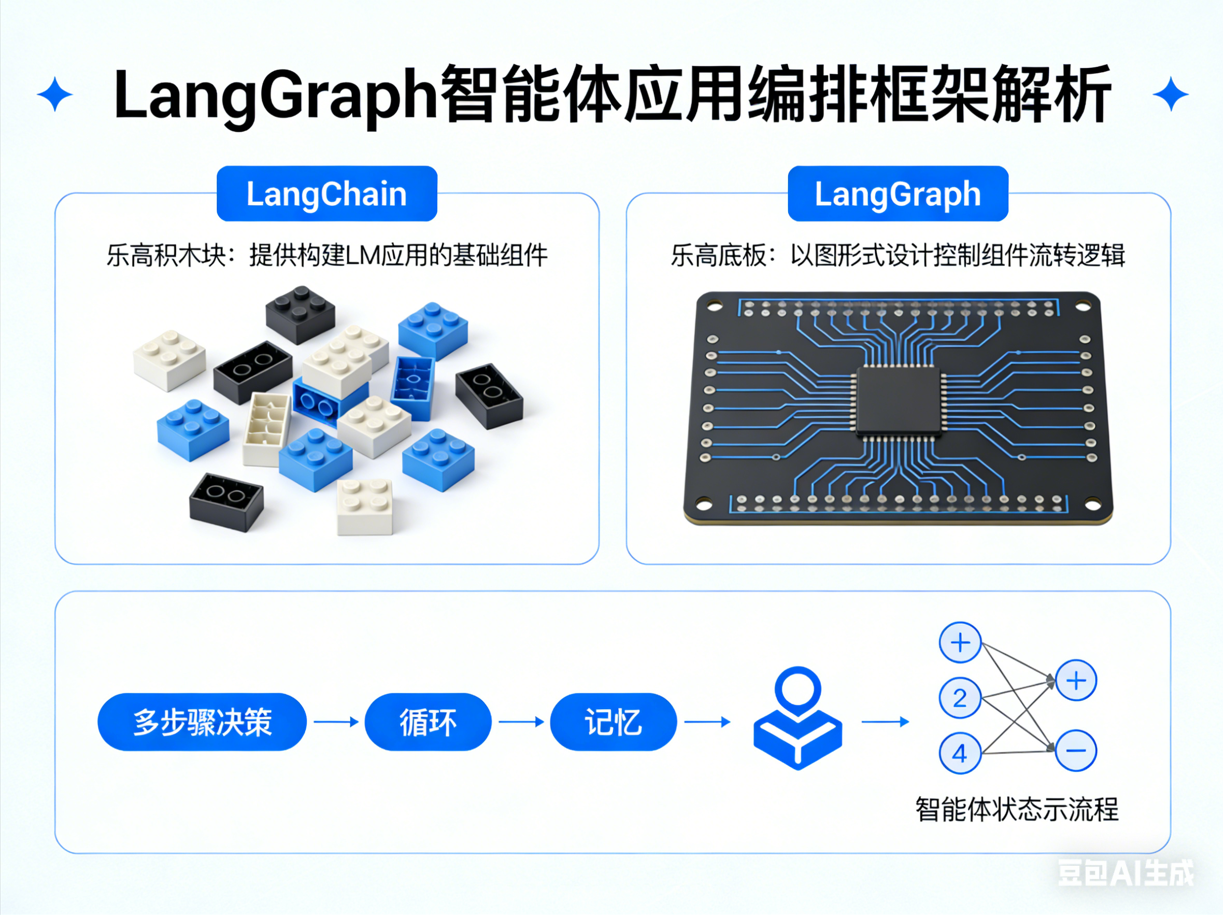 LangGraph智能体应用编排框架解析
LangChain
乐高积木块：提供构建LM应用的基础组件
LangGraph
乐高底板：以图形式设计控制组件流转逻辑
多步骤决策
循环
记忆
+
2
4
+
−
智能体状态示流程
豆包AI生成